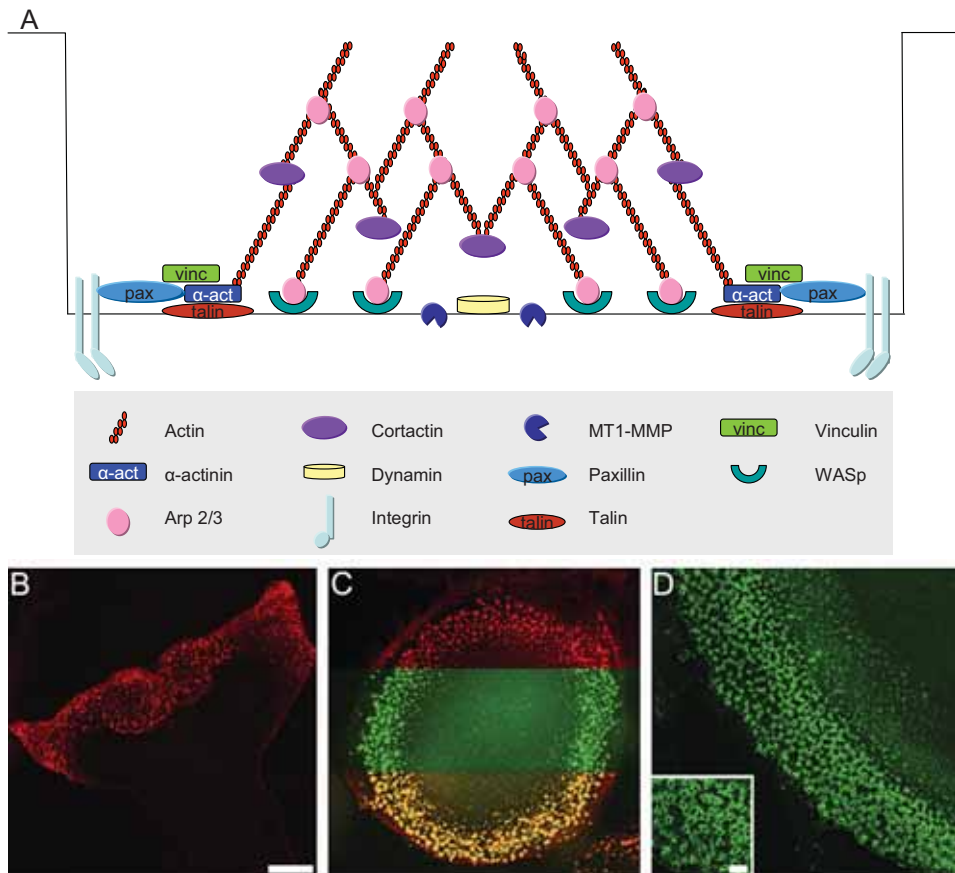 A
vinc
pax
α-act
talin
vinc
α-act
pax
talin
Actin
Cortactin
MT1-MMP
vinc
Vinculin
α-act
α-actinin
Dynamin
pax
Paxillin
WASp
Arp 2/3
Integrin
talin
Talin
B
C
D